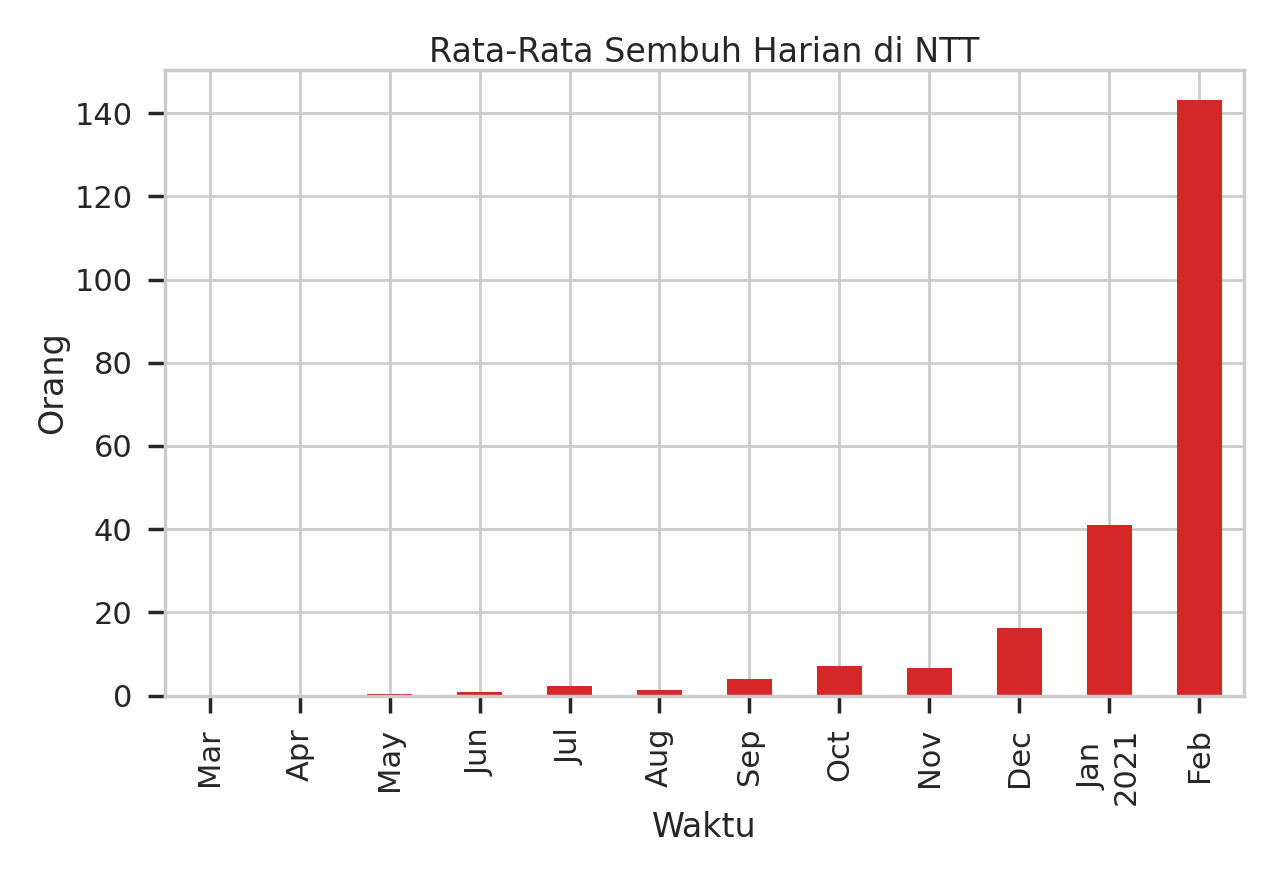 Rata-Rata Sembuh Harian di NTT
140
120
100
80
60
40
20
0
Orang
Mar
Apr
May
Jun
Jul
Aug
Sep
Oct
Nov
Dec
Jan
2021
Feb
Waktu